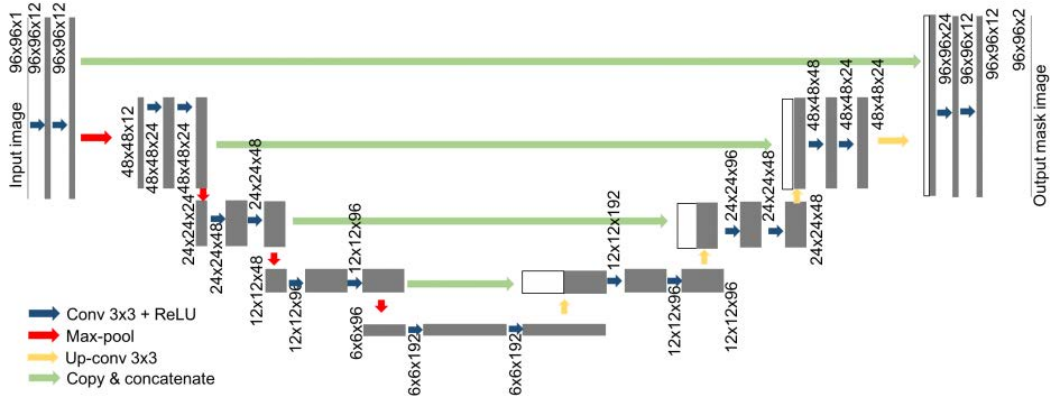 Input image
96x96x1
96x96x12
96x96x12
48x48x12
48x48x24
48x48x24
24x24x24
24x24x48
24x24x48
12x12x48
12x12x96
12x12x96
6x6x96
6x6x192
6x6x192
12x12x192
12x12x96
12x12x96
24x24x96
24x24x48
24x24x48
48x48x48
48x48x24
48x48x24
96x96x24
96x96x12
96x96x12
96x96x2
Output mask image
Conv 3x3 + ReLU
Max-pool
Up-conv 3x3
Copy & concatenate